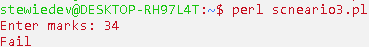 stewiedev@DESKTOP-RH97L4T:~$ perl scneario3.pl
Enter marks: 34
Fail